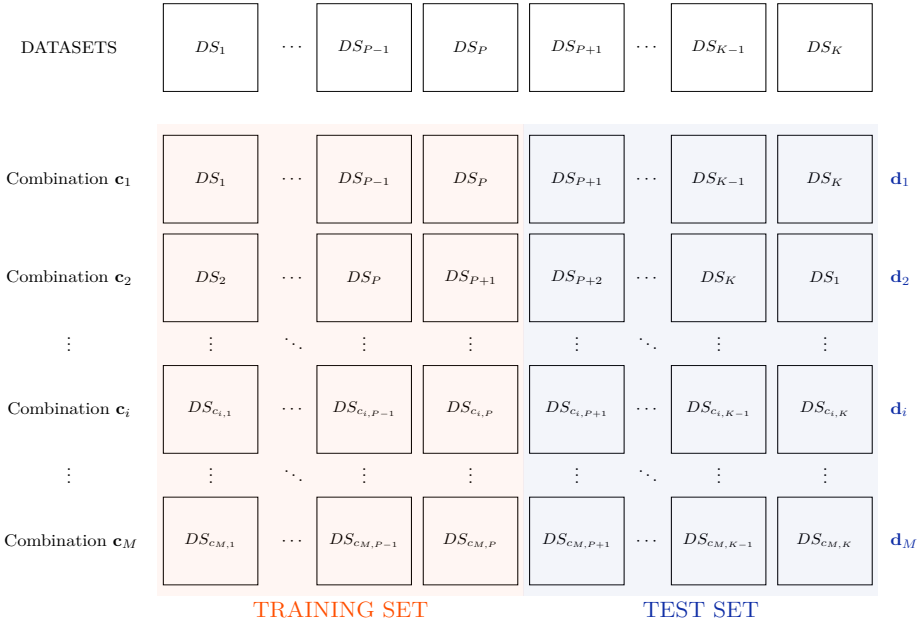 DATASETS DS_1 ⋯ DS_{P−1} DS_P DS_{P+1} ⋯ DS_{K−1} DS_K
Combination c_1 DS_1 ⋯ DS_{P−1} DS_P DS_{P+1} ⋯ DS_{K−1} DS_K d_1
Combination c_2 DS_2 ⋯ DS_P DS_{P+1} DS_{P+2} ⋯ DS_K DS_1 d_2
⋮ ⋮ ⋱ ⋮ ⋮ ⋮ ⋱ ⋮ ⋮ ⋮
Combination c_i DS_{c_{i,1}} ⋯ DS_{c_{i,P−1}} DS_{c_{i,P}} DS_{c_{i,P+1}} ⋯ DS_{c_{i,K−1}} DS_{c_{i,K}} d_i
⋮ ⋮ ⋱ ⋮ ⋮ ⋮ ⋱ ⋮ ⋮ ⋮
Combination c_M DS_{c_{M,1}} ⋯ DS_{c_{M,P−1}} DS_{c_{M,P}} DS_{c_{M,P+1}} ⋯ DS_{c_{M,K−1}} DS_{c_{M,K}} d_M
TRAINING SET TEST SET